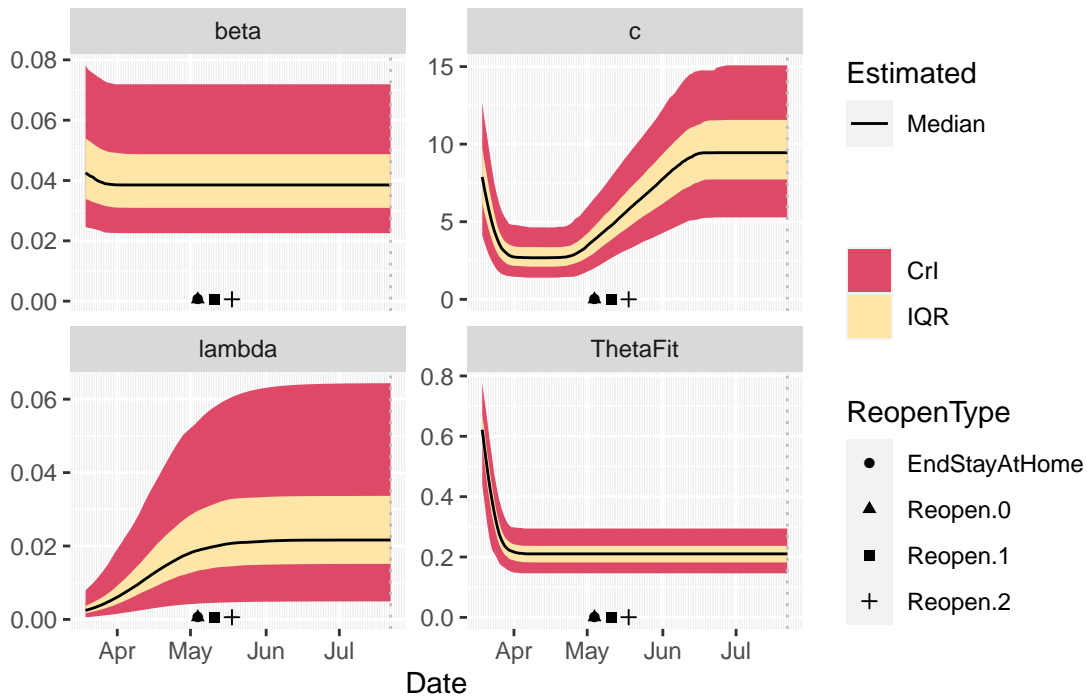 beta
c
0.08
0.06
0.04
0.02
0.00
15
10
5
0
lambda
ThetaFit
0.06
0.04
0.02
0.00
0.8
0.6
0.4
0.2
0.0
Apr May Jun Jul
Apr May Jun Jul
Date
Estimated
Median
CrI
IQR
ReopenType
EndStayAtHome
Reopen.0
Reopen.1
Reopen.2